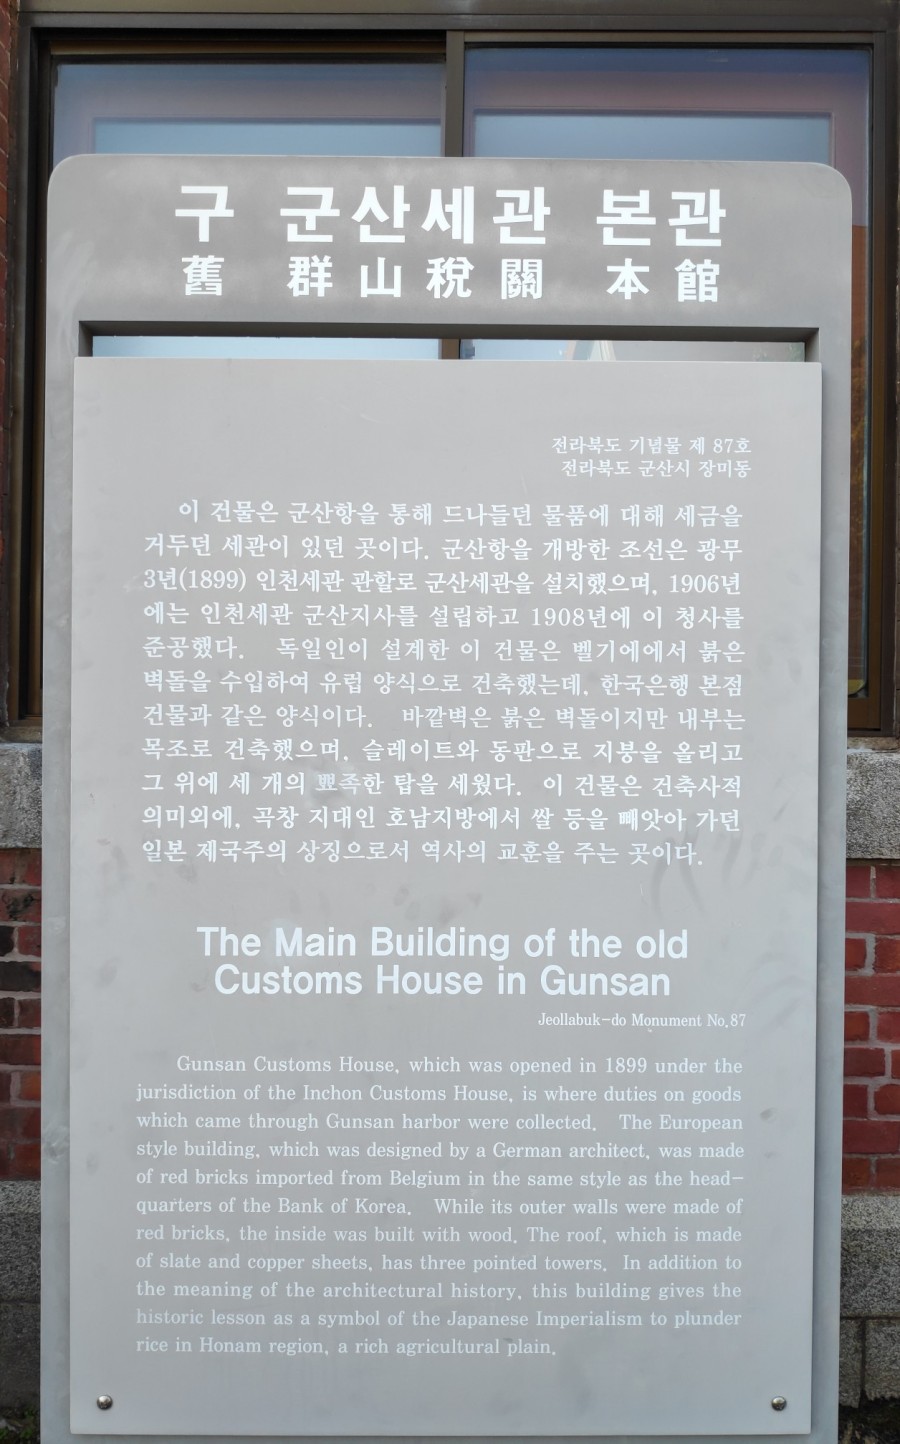 구 군산세관 본관
舊 群山稅關 本館
전라북도 기념물 제 87호
전라북도 군산시 장미동
이 건물은 군산항을 통해 드나들던 물품에 대해 세금을
거두던 세관이 있던 곳이다. 군산항을 개방한 조선은 광무
3년(1899) 인천세관 관할로 군산세관을 설치했으며, 1906년
에는 인천세관 군산지사를 설립하고 1908년에 이 청사를
준공했다. 독일인이 설계한 이 건물은 벨기에에서 붉은
벽돌을 수입하여 유럽 양식으로 건축했는데, 한국은행 본점
건물과 같은 양식이다. 바깥벽은 붉은 벽돌이지만 내부는
목조로 건축했으며, 슬레이트와 동판으로 지붕을 올리고
그 위에 세 개의 뾰족한 탑을 세웠다. 이 건물은 건축사적
의미외에, 곡창 지대인 호남지방에서 쌀 등을 빼앗아 가던
일본 제국주의 상징으로서 역사의 교훈을 주는 곳이다.
The Main Building of the old
Customs House in Gunsan
Jeollabuk-do Monument No.87
Gunsan Customs House, which was opened in 1899 under the
jurisdiction of the Inchon Customs House, is where duties on goods
which came through Gunsan harbor were collected. The European
style building, which was designed by a German architect, was made
of red bricks imported from Belgium in the same style as the head-
quarters of the Bank of Korea. While its outer walls were made of
red bricks, the inside was built with wood. The roof, which is made
of slate and copper sheets, has three pointed towers. In addition to
the meaning of the architectural history, this building gives the
historic lesson as a symbol of the Japanese Imperialism to plunder
rice in Honam region, a rich agricultural plain.